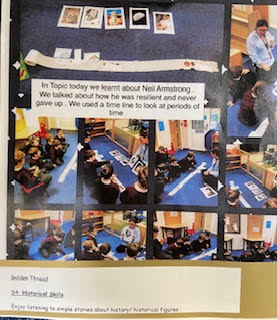 In Topic today we learnt about Neil Armstrong .
We talked about how he was resilient and never
gave up . We used a time line to look at periods of
time .
Golden Thread
S4- Historical Skills
Enjoy listening to simple stories about history/ historical figures